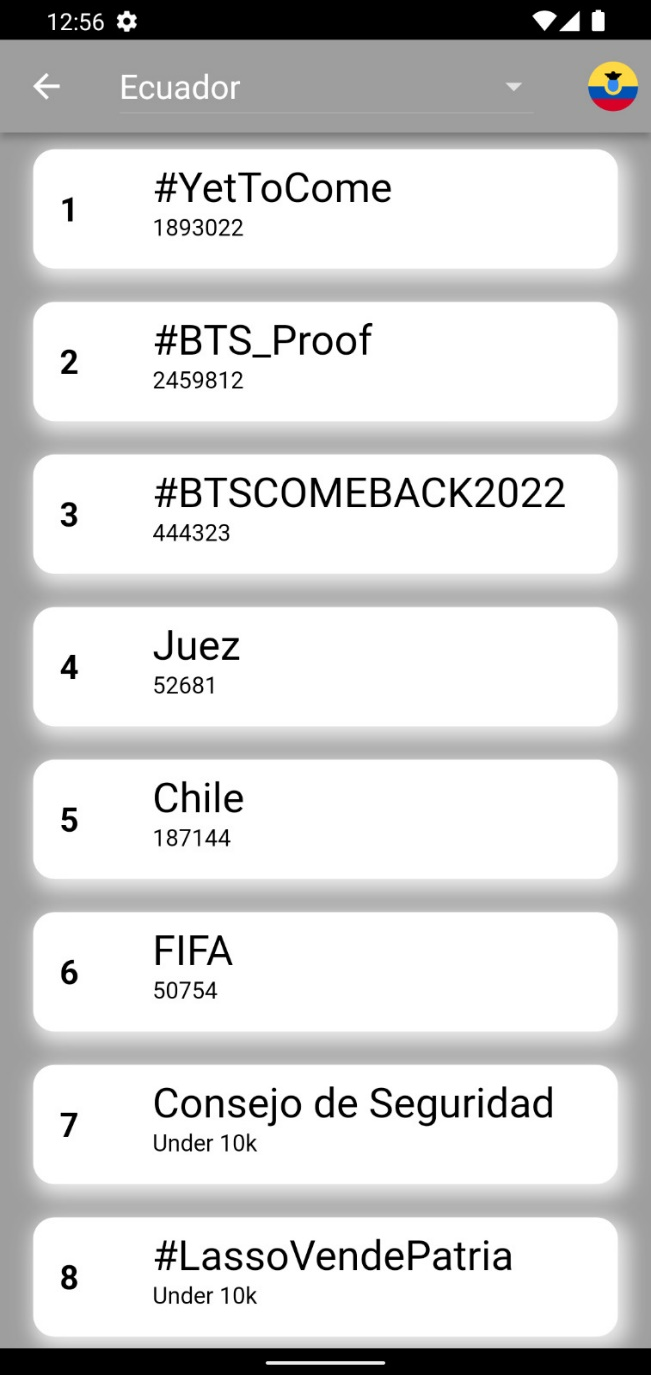 12:56
Ecuador
1
#YetToCome
1893022
2
#BTS_Proof
2459812
3
#BTSCOMEBACK2022
444323
4
Juez
52681
5
Chile
187144
6
FIFA
50754
7
Consejo de Seguridad
Under 10k
8
#LassoVendePatria
Under 10k